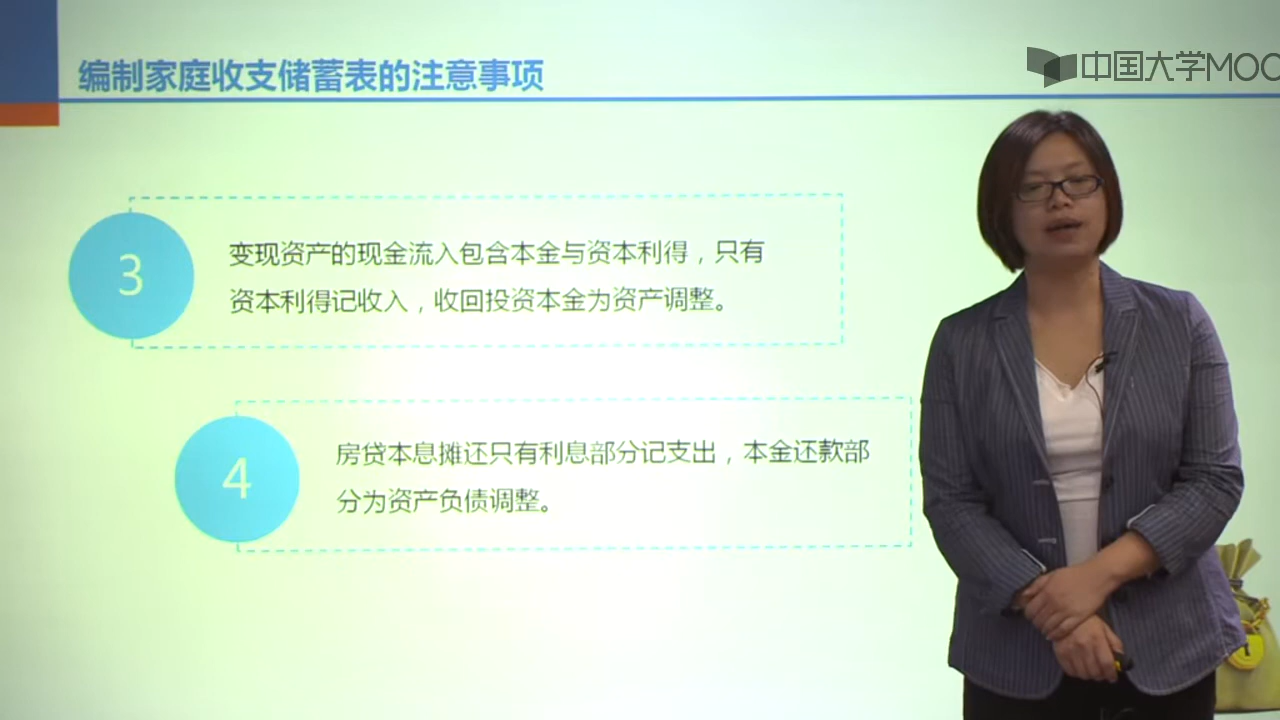 编制家庭收支储蓄表的注意事项
中国大学MOO
3
变现资产的现金流入包含本金与资本利得，只有
资本利得记收入，收回投资本金为资产调整。
4
房贷本息摊还只有利息部分记支出，本金还款部
分为资产负债调整。